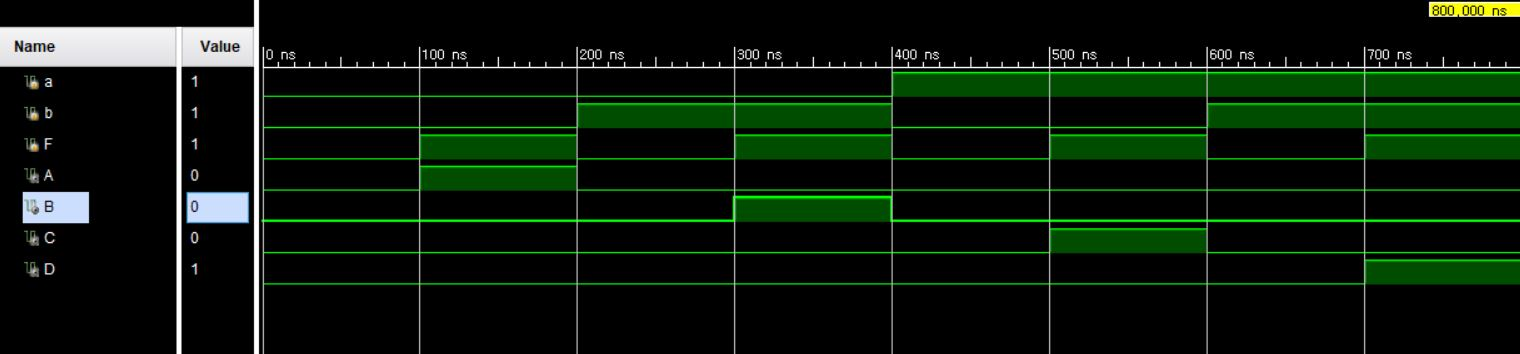 800,000 ns
Name Value
0 ns 100 ns 200 ns 300 ns 400 ns 500 ns 600 ns 700 ns
a 1
b 1
F 1
A 0
B 0
C 0
D 1